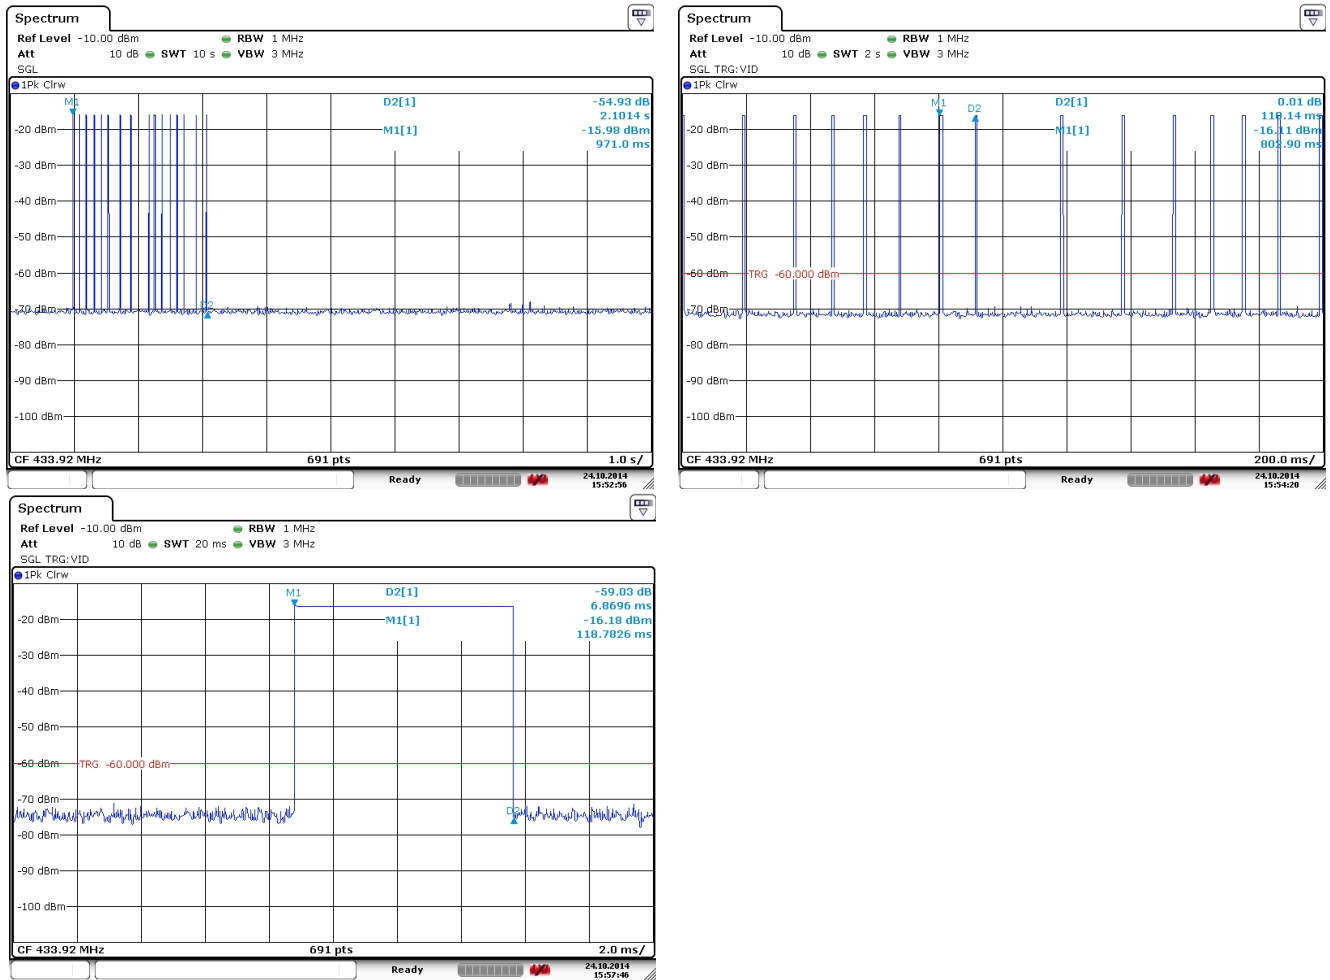 Spectrum
Ref Level -10.00 dBm RBW 1 MHz
Att 10 dB SWT 10 s VBW 3 MHz
SGL
1Pk Clrw
M1 D2[1] -54.93 dB
2.1014 s
-20 dBm M1[1] -15.98 dBm
971.0 ms
-30 dBm
-40 dBm
-50 dBm
-60 dBm
-70 dBm D2
-80 dBm
-90 dBm
-100 dBm
CF 433.92 MHz 691 pts 1.0 s/
Ready 24.10.2014
15:52:56
Spectrum
Ref Level -10.00 dBm RBW 1 MHz
Att 10 dB SWT 2 s VBW 3 MHz
SGL TRG:VID
1Pk Clrw
M1 D2 D2[1] 0.01 dB
118.14 ms
-20 dBm M1[1] -16.11 dBm
802.90 ms
-30 dBm
-40 dBm
-50 dBm
-60 dBm TRG -60.000 dBm
-70 dBm
-80 dBm
-90 dBm
-100 dBm
CF 433.92 MHz 691 pts 200.0 ms/
Ready 24.10.2014
15:54:20
Spectrum
Ref Level -10.00 dBm RBW 1 MHz
Att 10 dB SWT 20 ms VBW 3 MHz
SGL TRG:VID
1Pk Clrw
M1 D2[1] -59.03 dB
6.8696 ms
-20 dBm M1[1] -16.18 dBm
118.7826 ms
-30 dBm
-40 dBm
-50 dBm
-60 dBm TRG -60.000 dBm
-70 dBm D2
-80 dBm
-90 dBm
-100 dBm
CF 433.92 MHz 691 pts 2.0 ms/
Ready 24.10.2014
15:57:46